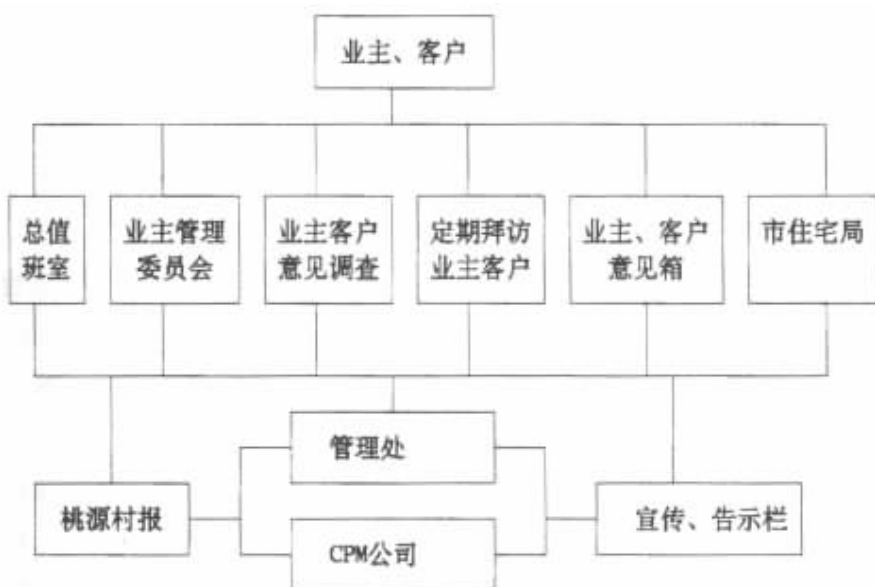 业主、客户
总值
班室
业主管理
委员会
业主客户
意见调查
定期拜访
业主客户
业主、客户
意见箱
市住宅局
管理处
桃源村报
宣传、告示栏
CPM公司